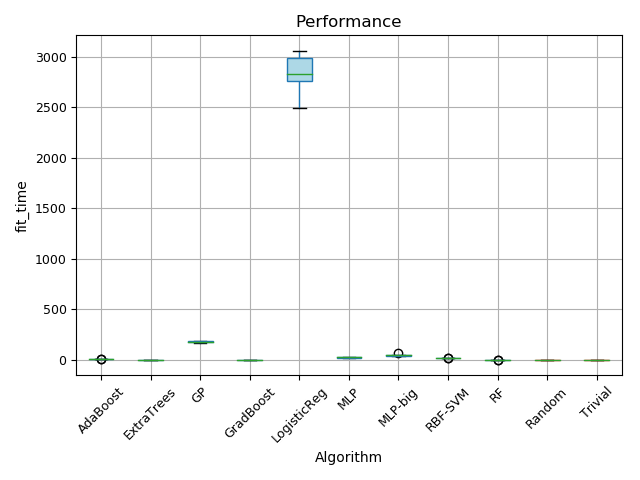 Performance
3000
2500
2000
1500
1000
500
0
fit_time
AdaBoost
ExtraTrees
GP
GradBoost
LogisticReg
MLP
MLP-big
RBF-SVM
RF
Random
Trivial
Algorithm